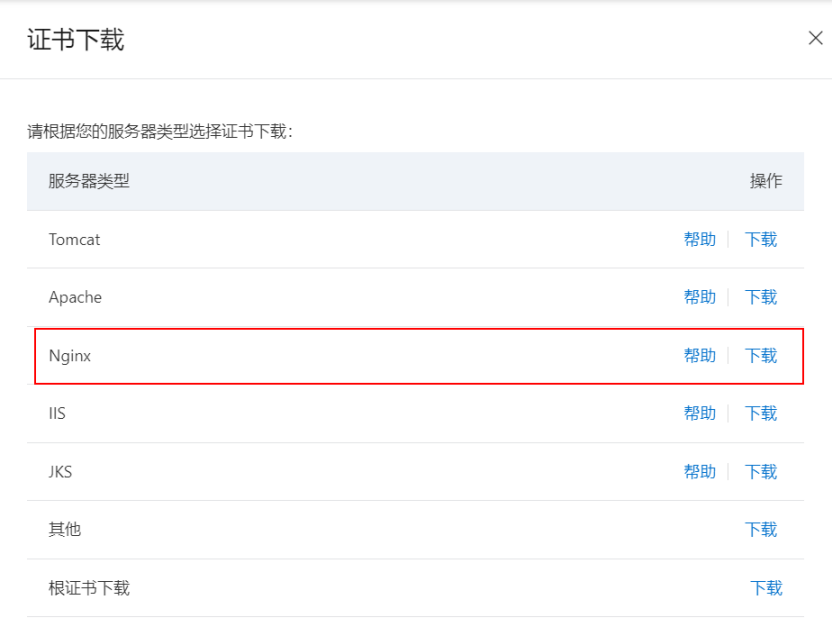 证书下载
请根据您的服务器类型选择证书下载：
服务器类型 操作
Tomcat 帮助 下载
Apache 帮助 下载
Nginx 帮助 下载
IIS 帮助 下载
JKS 帮助 下载
其他 下载
根证书下载 下载